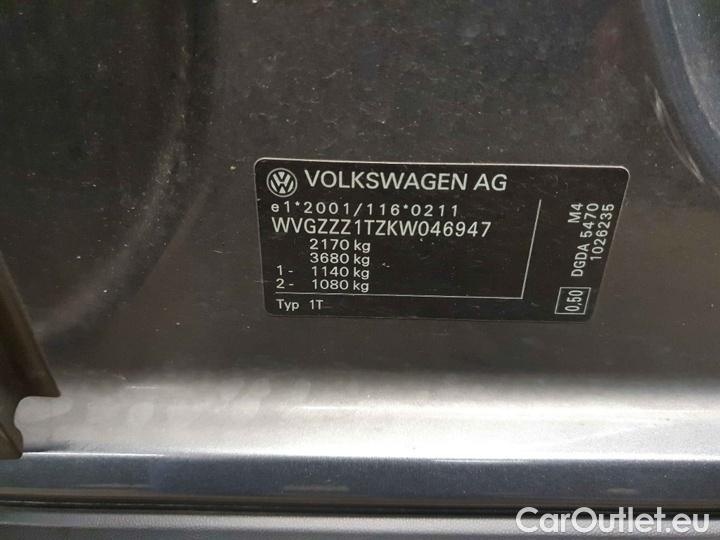 VOLKSWAGEN AG
e1*2001/116*0211
WVGZZZ1TZKW046947
2170 kg
3680 kg
1- 1140 kg
2- 1080 kg
Typ 1T
M4
DGDA 5470
1026235
0,50
CarOutlet.eu